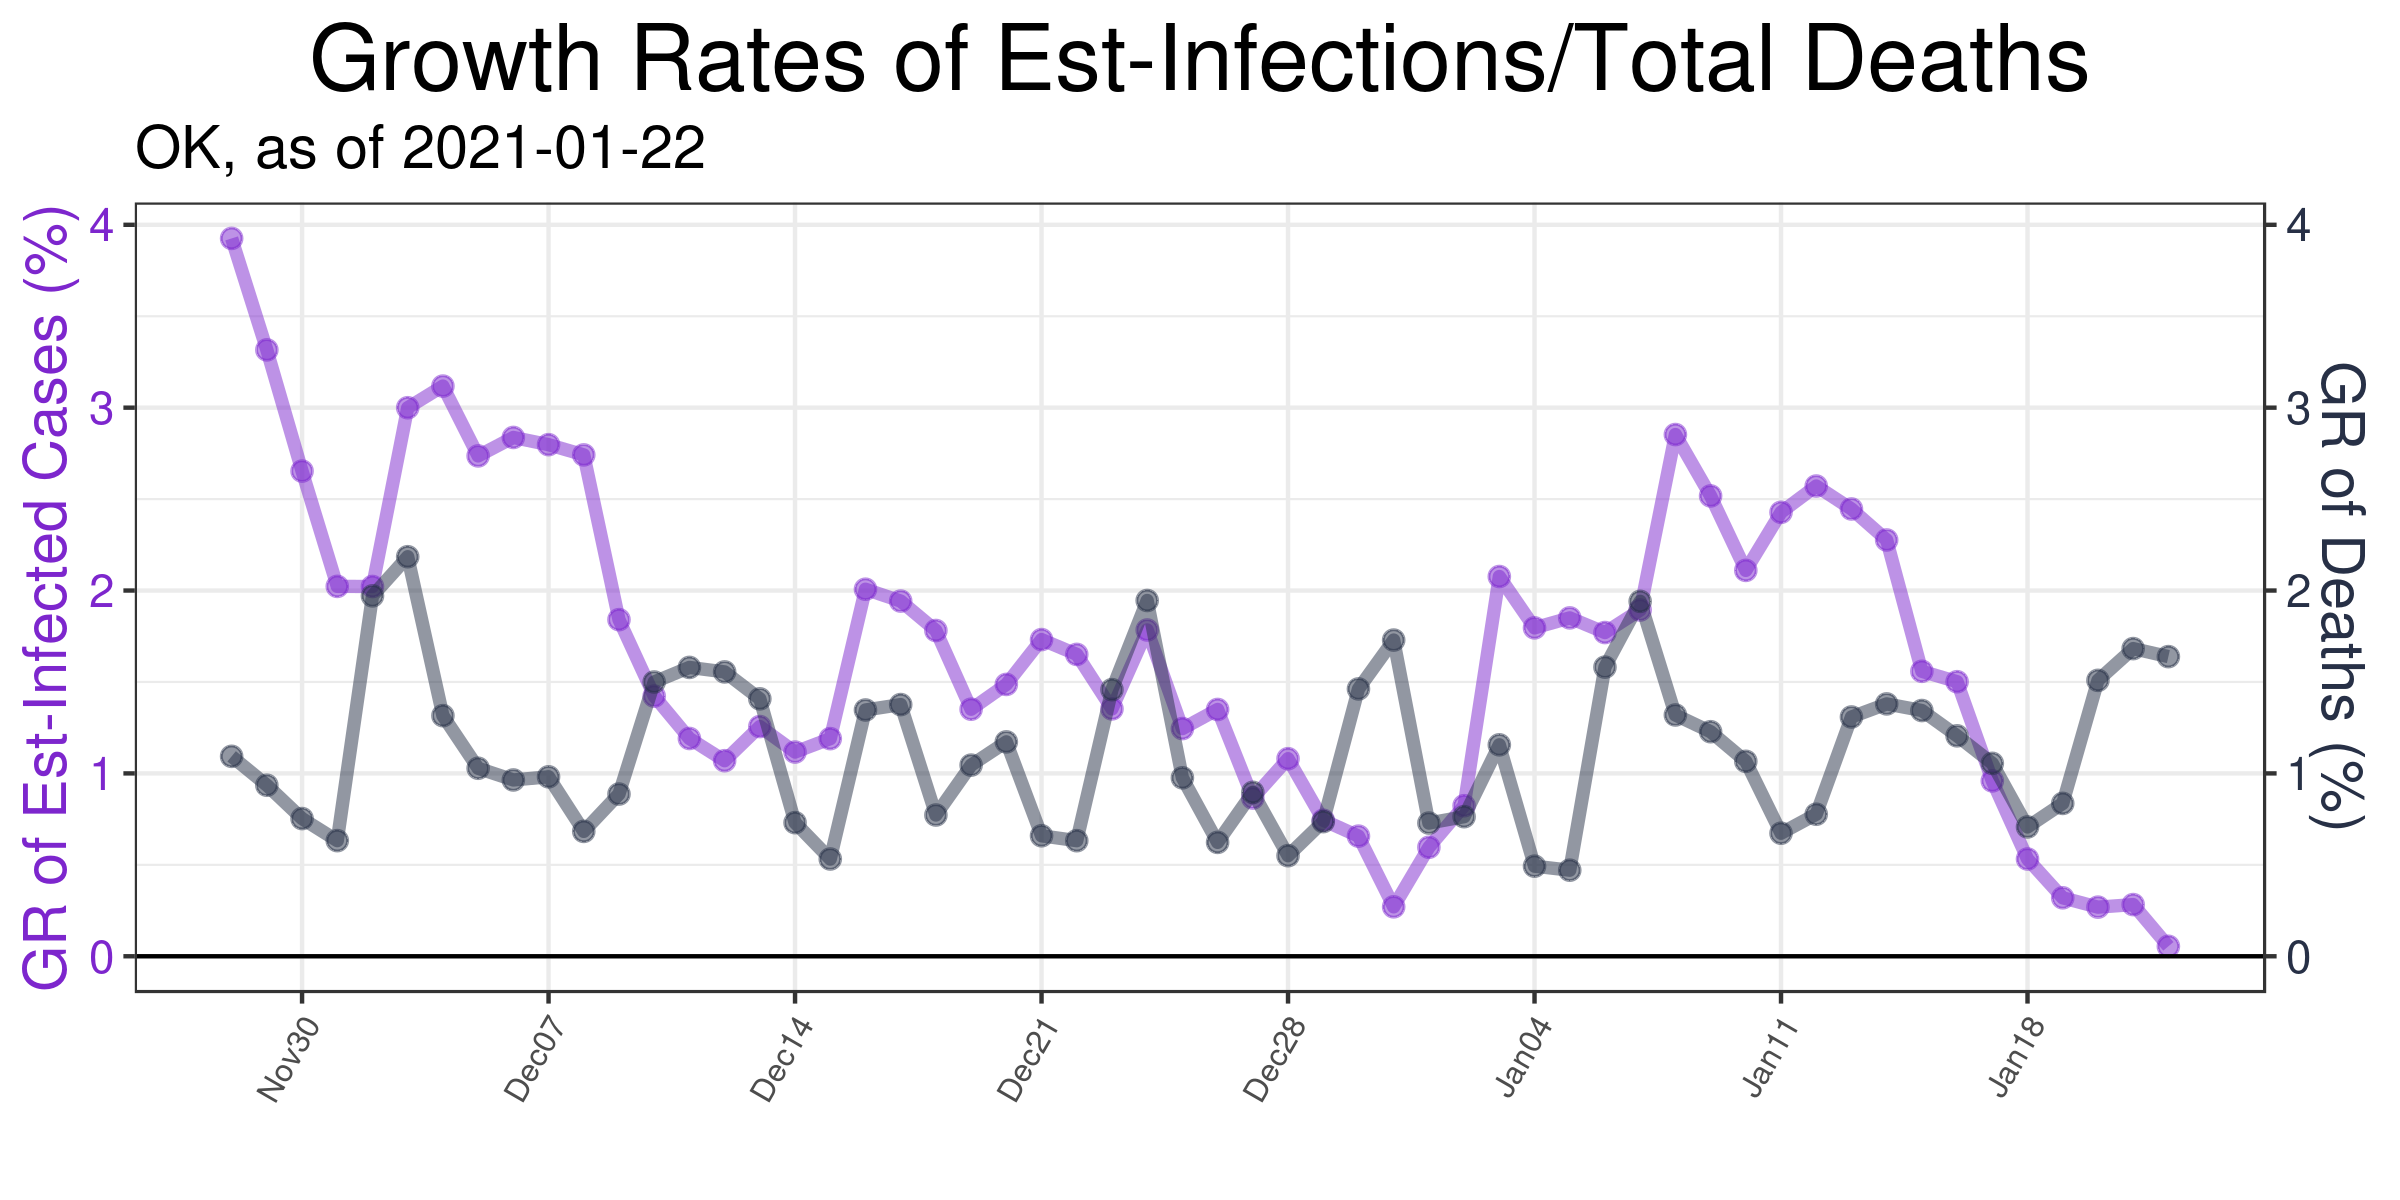 Growth Rates of Est-Infections/Total Deaths
OK, as of 2021-01-22
GR of Est-Infected Cases (%)
4
3
2
1
0
4
3
2
1
0
GR of Deaths (%)
Nov30
Dec07
Dec14
Dec21
Dec28
Jan04
Jan11
Jan18